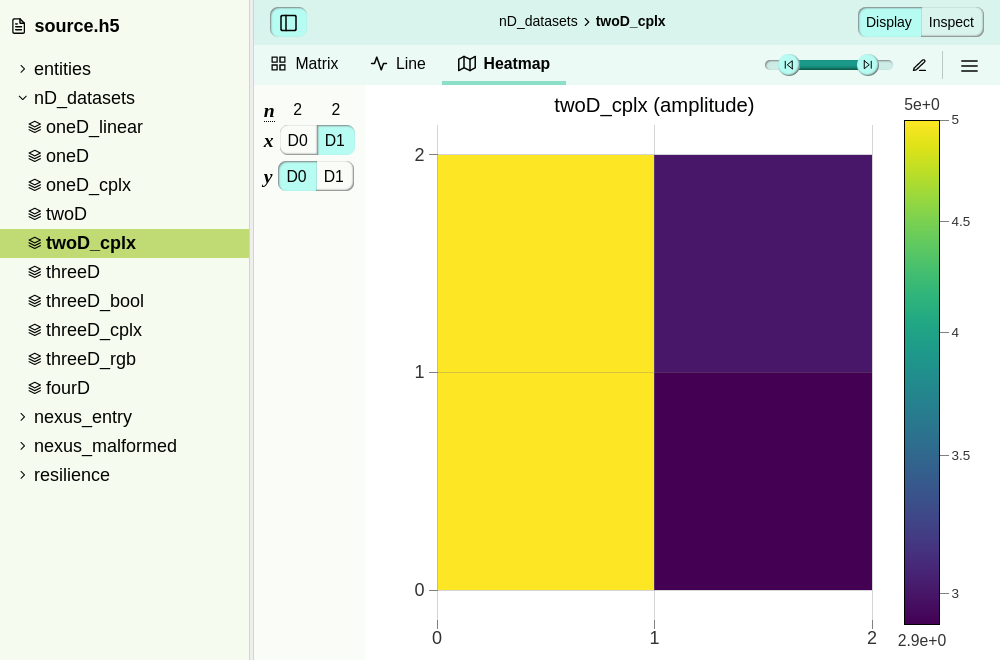 source.h5
entities
nD_datasets
oneD_linear
oneD
oneD_cplx
twoD
twoD_cplx
threeD
threeD_bool
threeD_cplx
threeD_rgb
fourD
nexus_entry
nexus_malformed
resilience
nD_datasets › twoD_cplx
Display Inspect
Matrix Line Heatmap
n 2 2
x D0 D1
y D0 D1
twoD_cplx (amplitude)
2
1
0
0 1 2
5e+0
5
4.5
4
3.5
3
2.9e+0